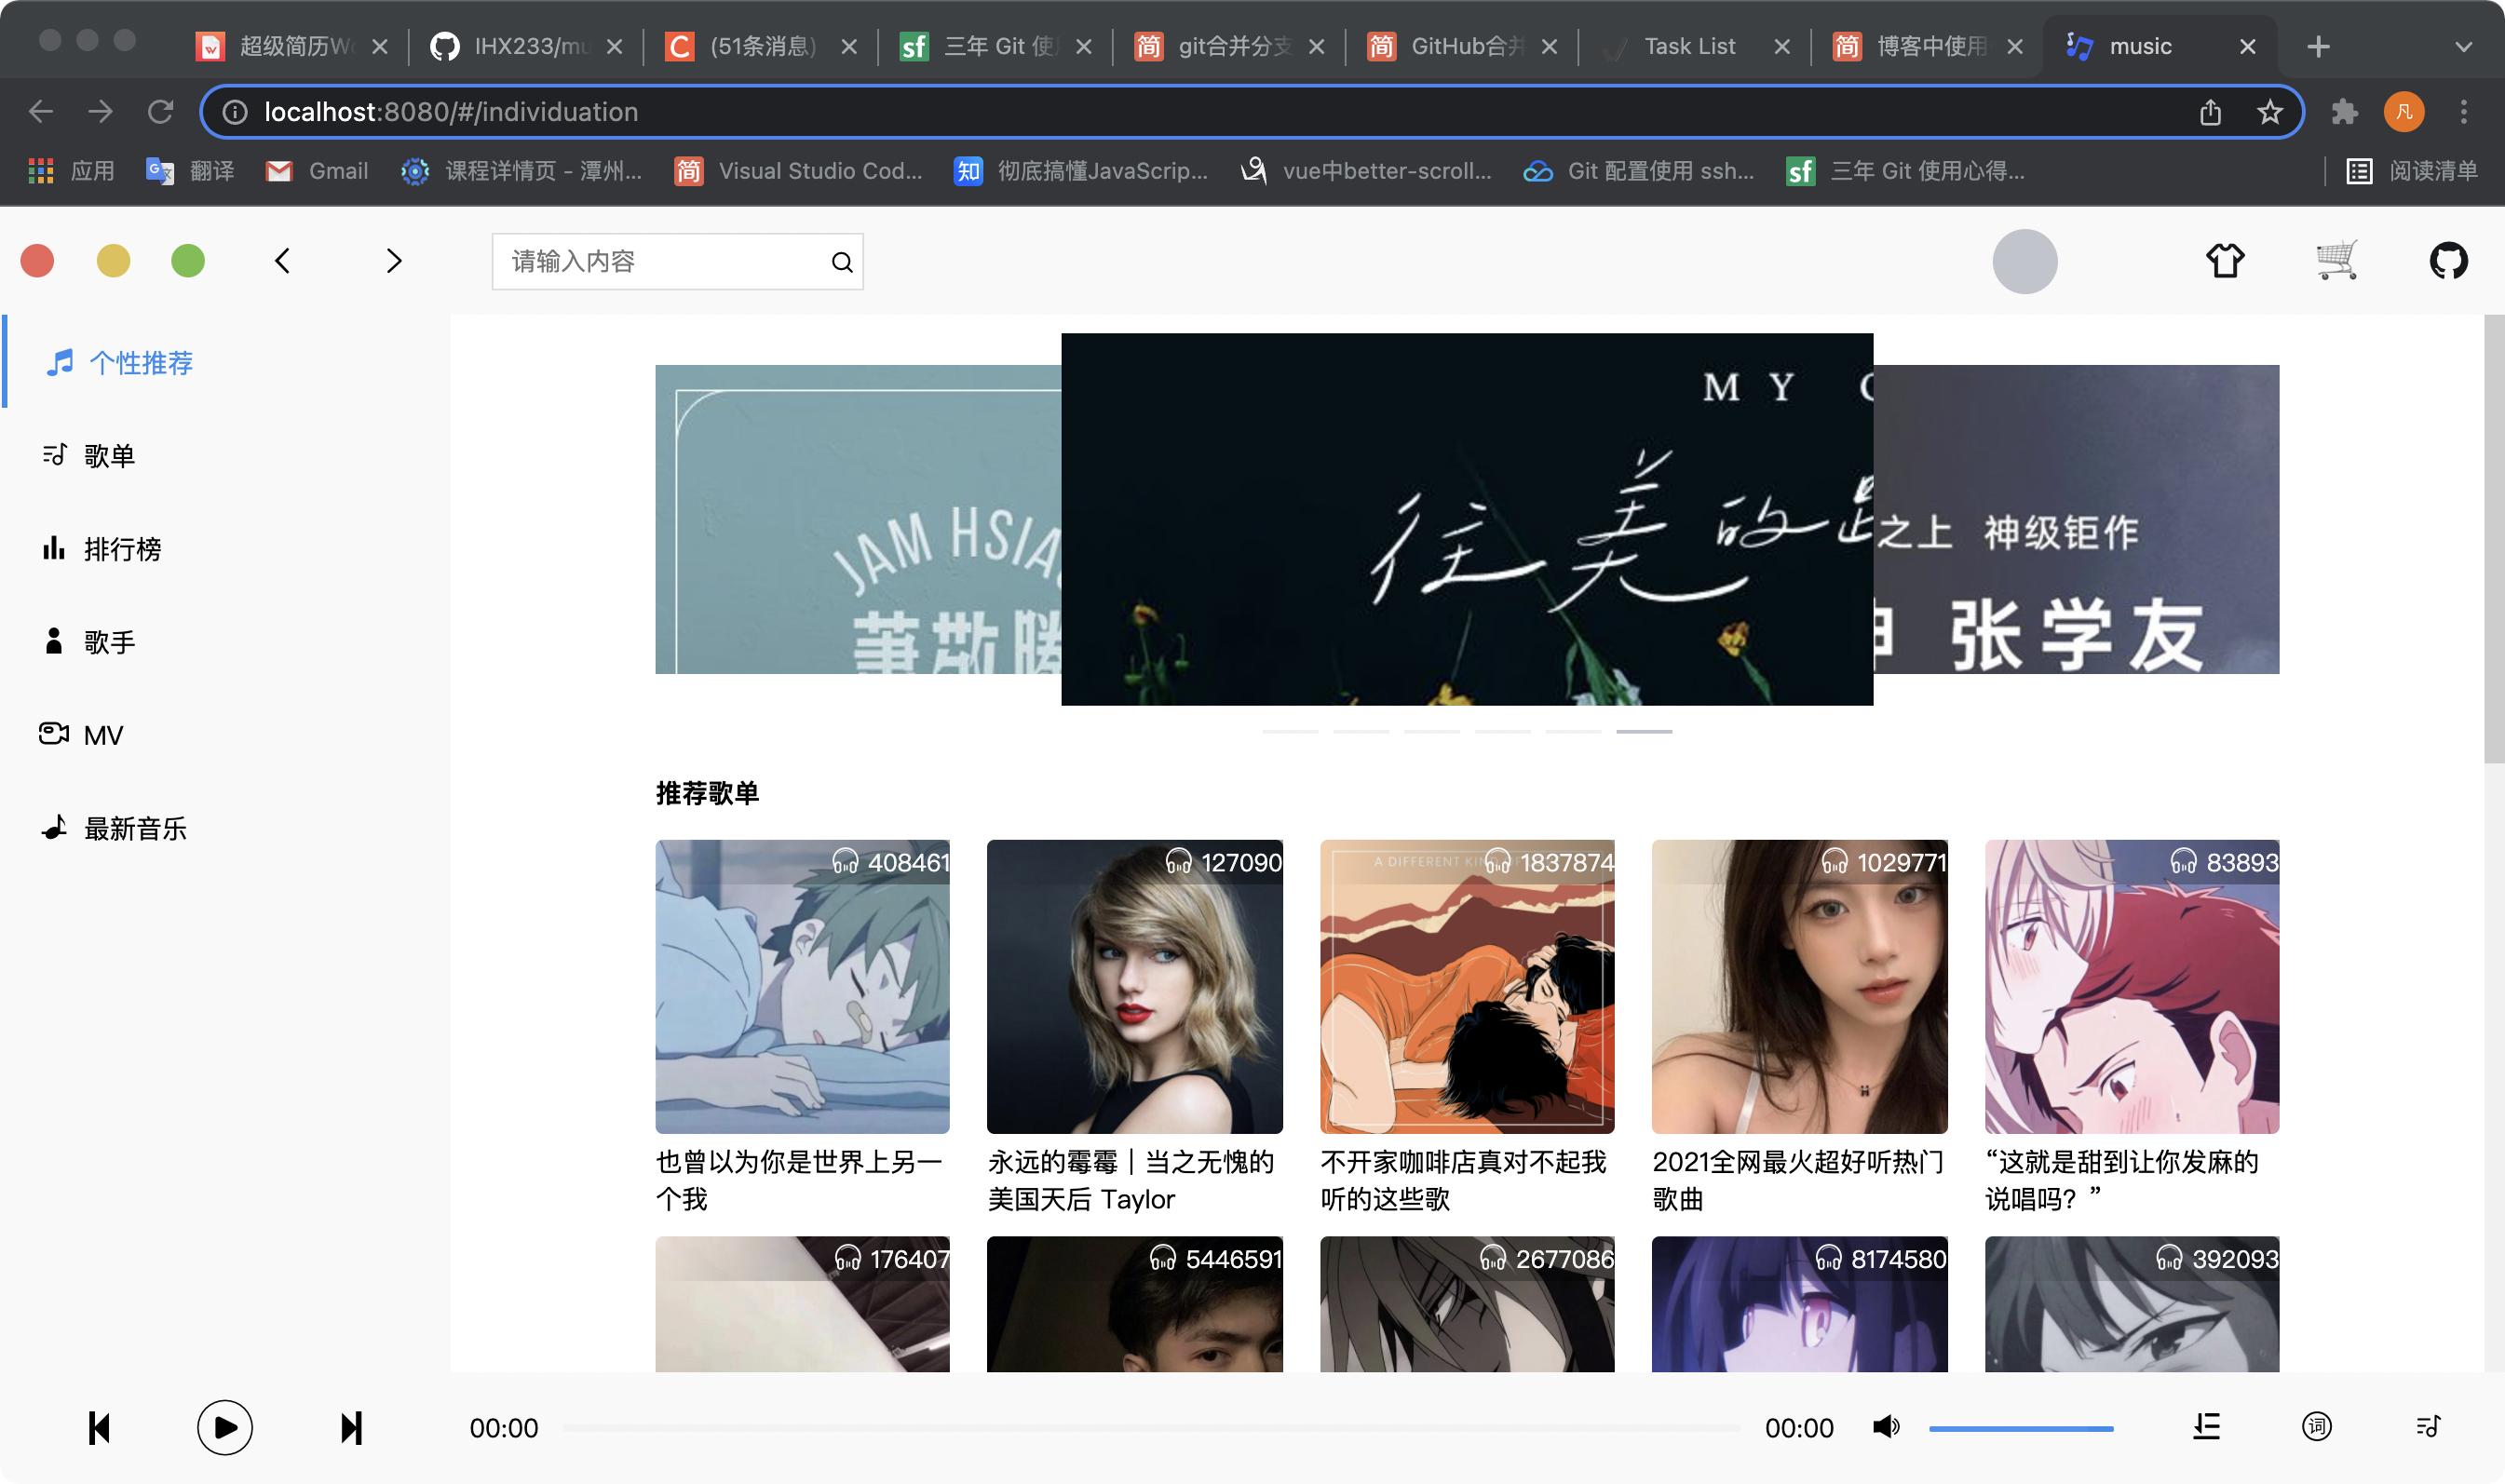 超级简历Wo
IHX233/mu
(51条消息)
三年 Git 使
git合并分支
GitHub合并
Task List
博客中使用
music
localhost:8080/#/individuation
凡
应用
翻译
Gmail
课程详情页 - 潭州...
Visual Studio Cod...
彻底搞懂JavaScrip...
vue中better-scroll...
Git 配置使用 ssh...
三年 Git 使用心得...
阅读清单
请输入内容
个性推荐
歌单
排行榜
歌手
MV
最新音乐
JAM HSIA
萧敬腾
MY
往美的
之上 神级钜作
张学友
推荐歌单
408461
127090
A DIFFERENT KIND
1837874
1029771
83893
也曾以为你是世界上另一
个我
永远的霉霉｜当之无愧的
美国天后 Taylor
不开家咖啡店真对不起我
听的这些歌
2021全网最火超好听热门
歌曲
“这就是甜到让你发麻的
说唱吗？”
176407
5446591
2677086
8174580
392093
00:00
00:00
词